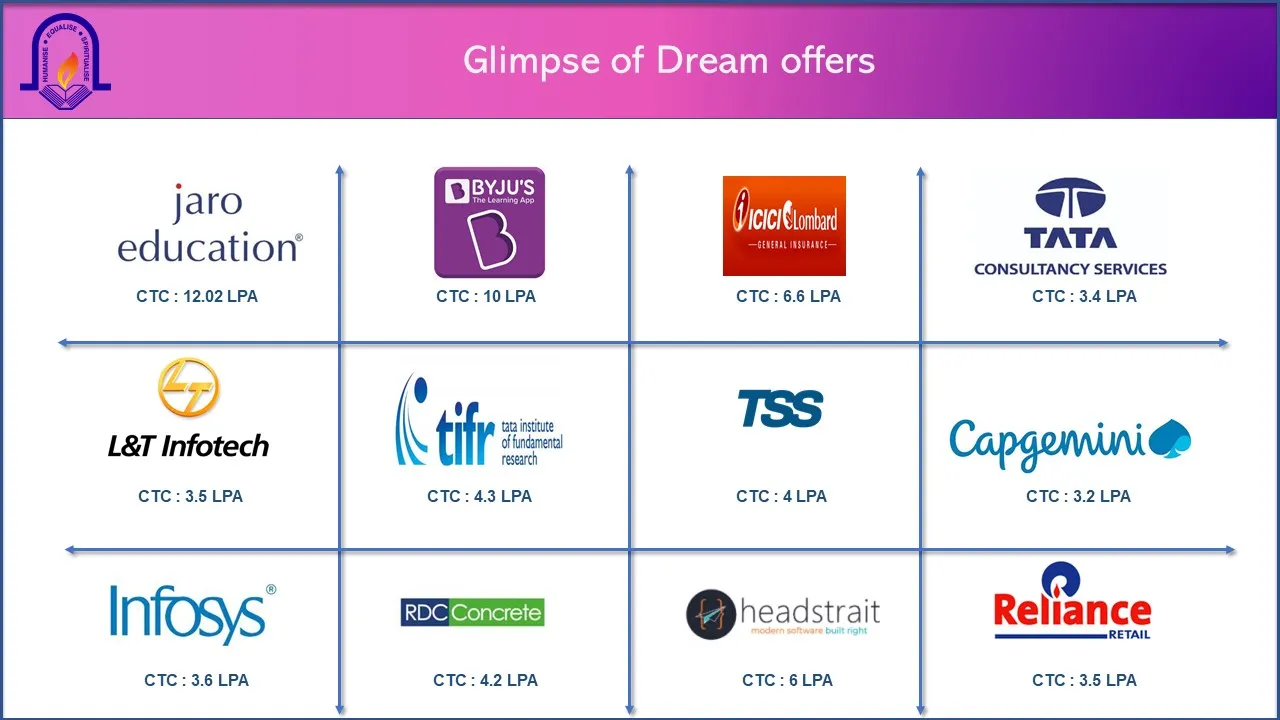 HUMANISE • EQUALISE • SPIRITUALISE
Glimpse of Dream offers
jaro
education®
CTC : 12.02 LPA
BYJU'S
The Learning App
B
CTC : 10 LPA
i ICICI Lombard
GENERAL INSURANCE
CTC : 6.6 LPA
TATA
CONSULTANCY SERVICES
CTC : 3.4 LPA
LT
L&T Infotech
CTC : 3.5 LPA
tifr
tata institute
of fundamental
research
CTC : 4.3 LPA
TSS
CTC : 4 LPA
Capgemini
CTC : 3.2 LPA
Infosys®
CTC : 3.6 LPA
RDC Concrete
CTC : 4.2 LPA
headstrait
modern software built right
CTC : 6 LPA
Reliance
RETAIL
CTC : 3.5 LPA